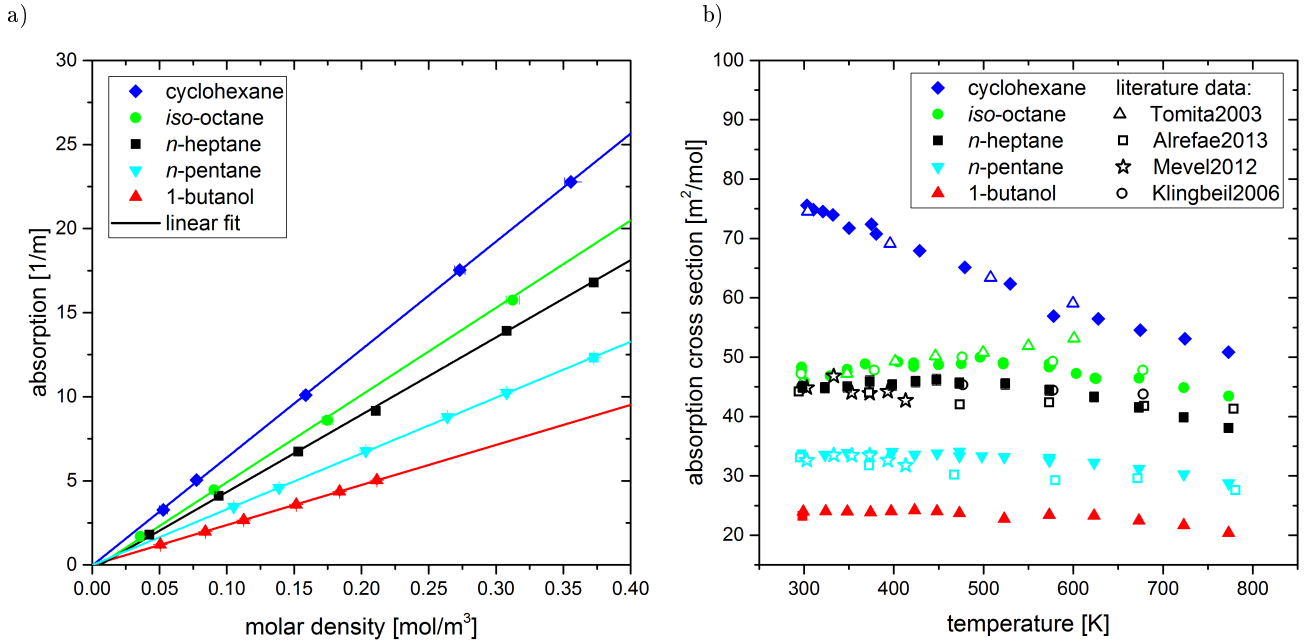 a)
30
25
20
15
10
5
0
0.00 0.05 0.10 0.15 0.20 0.25 0.30 0.35 0.40
absorption [1/m]
molar density [mol/m³]
cyclohexane
iso-octane
n-heptane
n-pentane
1-butanol
linear fit
b)
100
90
80
70
60
50
40
30
20
300 400 500 600 700 800
absorption cross section [m²/mol]
temperature [K]
cyclohexane
iso-octane
n-heptane
n-pentane
1-butanol
literature data:
Tomita2003
Alrefae2013
Mevel2012
Klingbeil2006